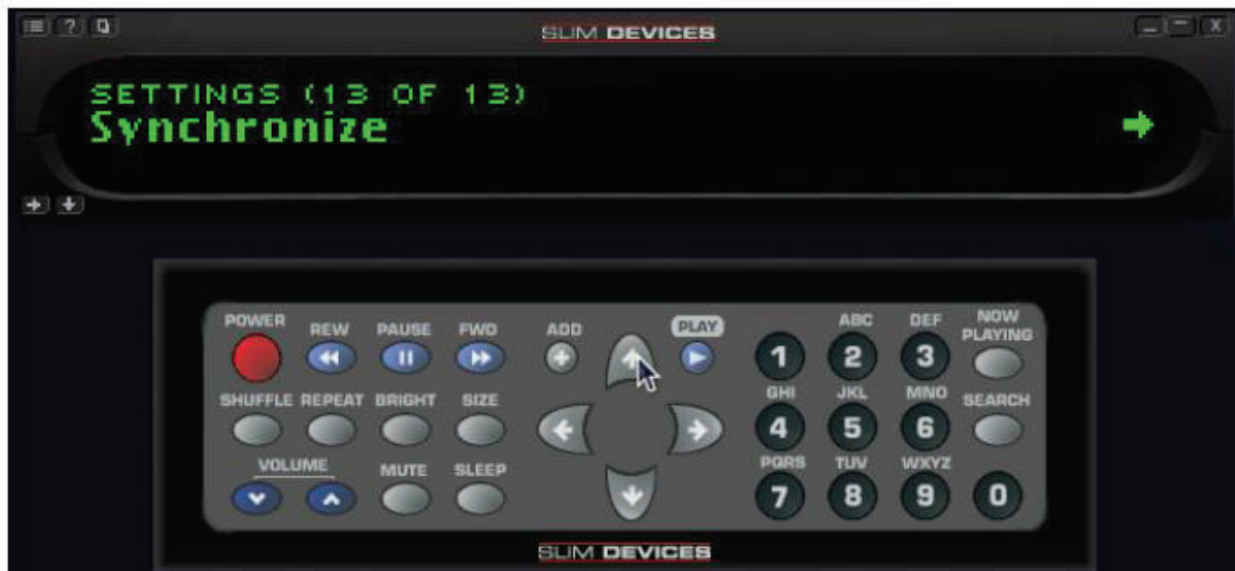 ? X
SLIM DEVICES
SETTINGS (13 OF 13)
Synchronize
POWER REW PAUSE FWD ADD PLAY ABC DEF NOW PLAYING
1 2 3
SHUFFLE REPEAT BRIGHT SIZE GHI JKL MNO SEARCH
4 5 6
VOLUME MUTE SLEEP PQRS TUV WXYZ
7 8 9 0
SLIM DEVICES